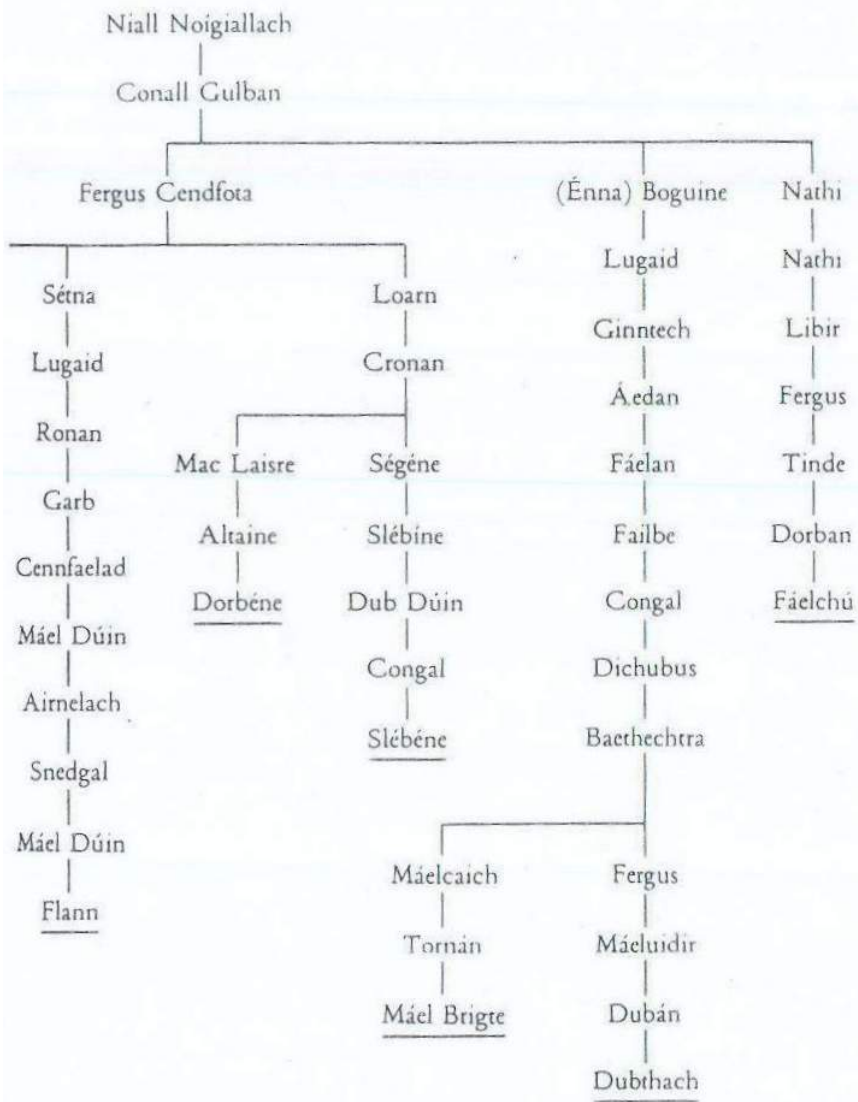 Niall Noigiallach
Conall Gulban
Fergus Cendfota (Énna) Boguine Nathi
Lugaid Nathi
Sétna Loarn
Ginntech Libir
Lugaid Cronan
Áedan Fergus
Ronan
Mac Laisre Ségéne Fáelan Tinde
Garb
Altaine Slébíne Failbe Dorban
Cennfaelad
Dorbéne Dub Dúin Congal Fáelchú
Máel Dúin
Congal Dichubus
Airnelach
Slébéne Baethechtra
Snedgal
Máel Dúin
Máelcaich Fergus
Flann
Tornán Máeluidir
Máel Brigte Dubán
Dubthach